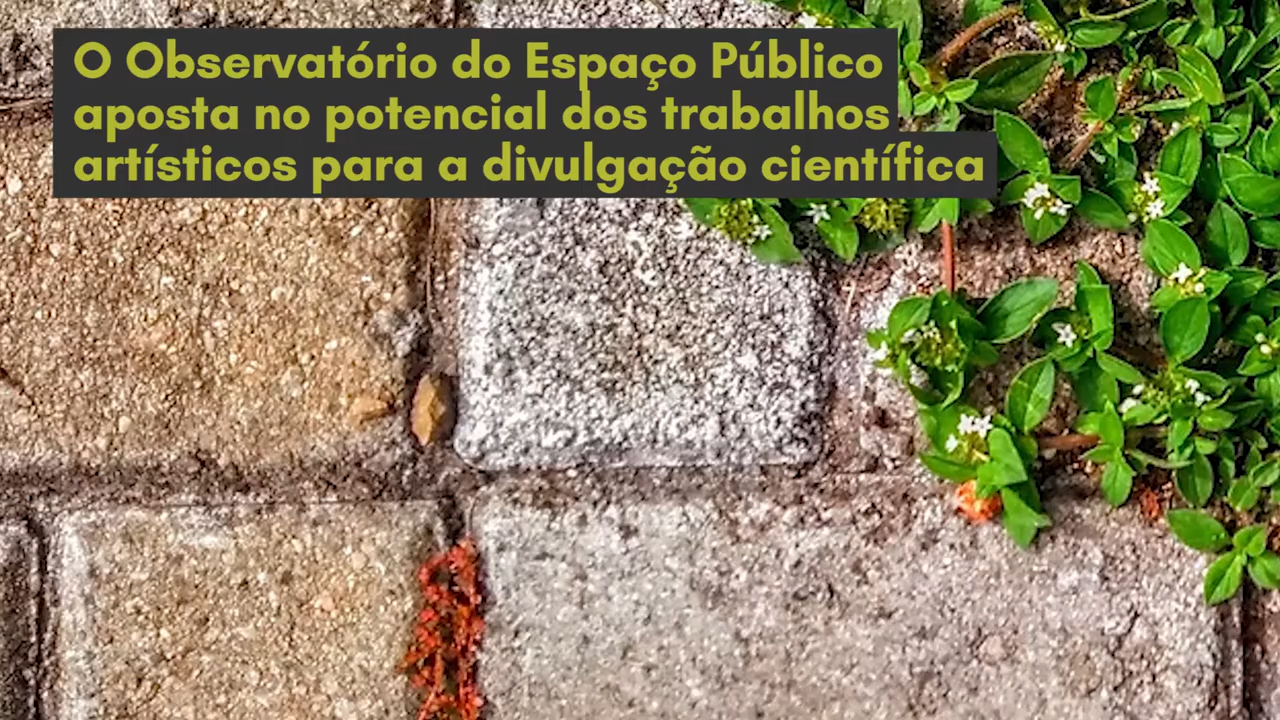 O Observatório do Espaço Público
aposta no potencial dos trabalhos
artísticos para a divulgação científica